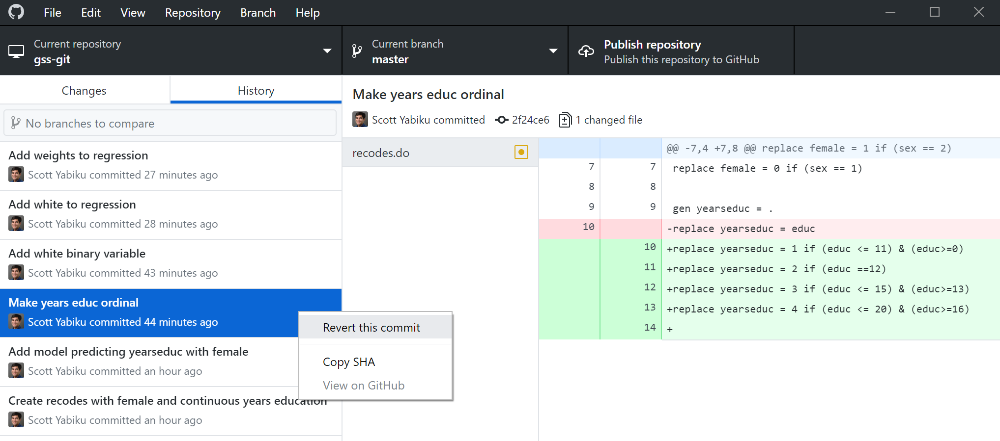 File Edit View Repository Branch Help
Current repository
gss-git
Current branch
master
Publish repository
Publish this repository to GitHub
Changes
History
No branches to compare
Add weights to regression
Scott Yabiku committed 27 minutes ago
Add white to regression
Scott Yabiku committed 28 minutes ago
Add white binary variable
Scott Yabiku committed 43 minutes ago
Make years educ ordinal
Scott Yabiku committed 44 minutes ago
Add model predicting yearseduc with female
Scott Yabiku committed an hour ago
Create recodes with female and continuous years education
Scott Yabiku committed an hour ago
Revert this commit
Copy SHA
View on GitHub
Make years educ ordinal
Scott Yabiku committed 2f24ce6 1 changed file
recodes.do
@@ -7,4 +7,8 @@ replace female = 1 if (sex == 2)
7 7 replace female = 0 if (sex == 1)
8 8
9 9 gen yearseduc = .
10 -replace yearseduc = educ
10 +replace yearseduc = 1 if (educ <= 11) & (educ>=0)
11 +replace yearseduc = 2 if (educ ==12)
12 +replace yearseduc = 3 if (educ <= 15) & (educ>=13)
13 +replace yearseduc = 4 if (educ <= 20) & (educ>=16)
14 +